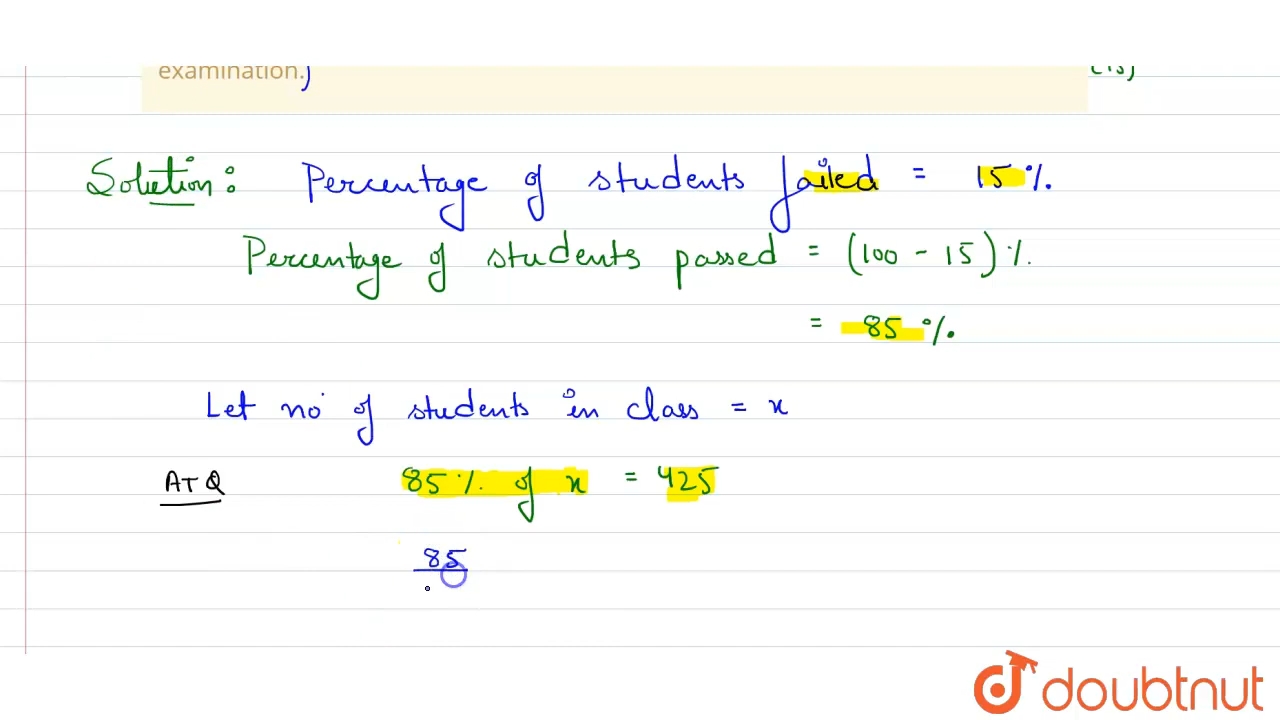 examination.)
Solution: Percentage of students failed = 15 %.
Percentage of students passed = (100 - 15) %.
= 85 %.
Let no of students in class = x
ATQ 85 %. of x = 425
85
doubtnut